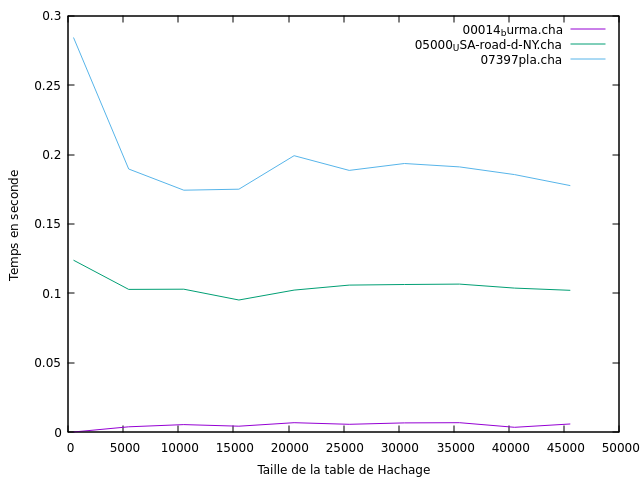 0.3
0.25
0.2
0.15
0.1
0.05
0
0 5000 10000 15000 20000 25000 30000 35000 40000 45000 50000
Temps en seconde
Taille de la table de Hachage
00014burma.cha
05000USA-road-d-NY.cha
07397pla.cha